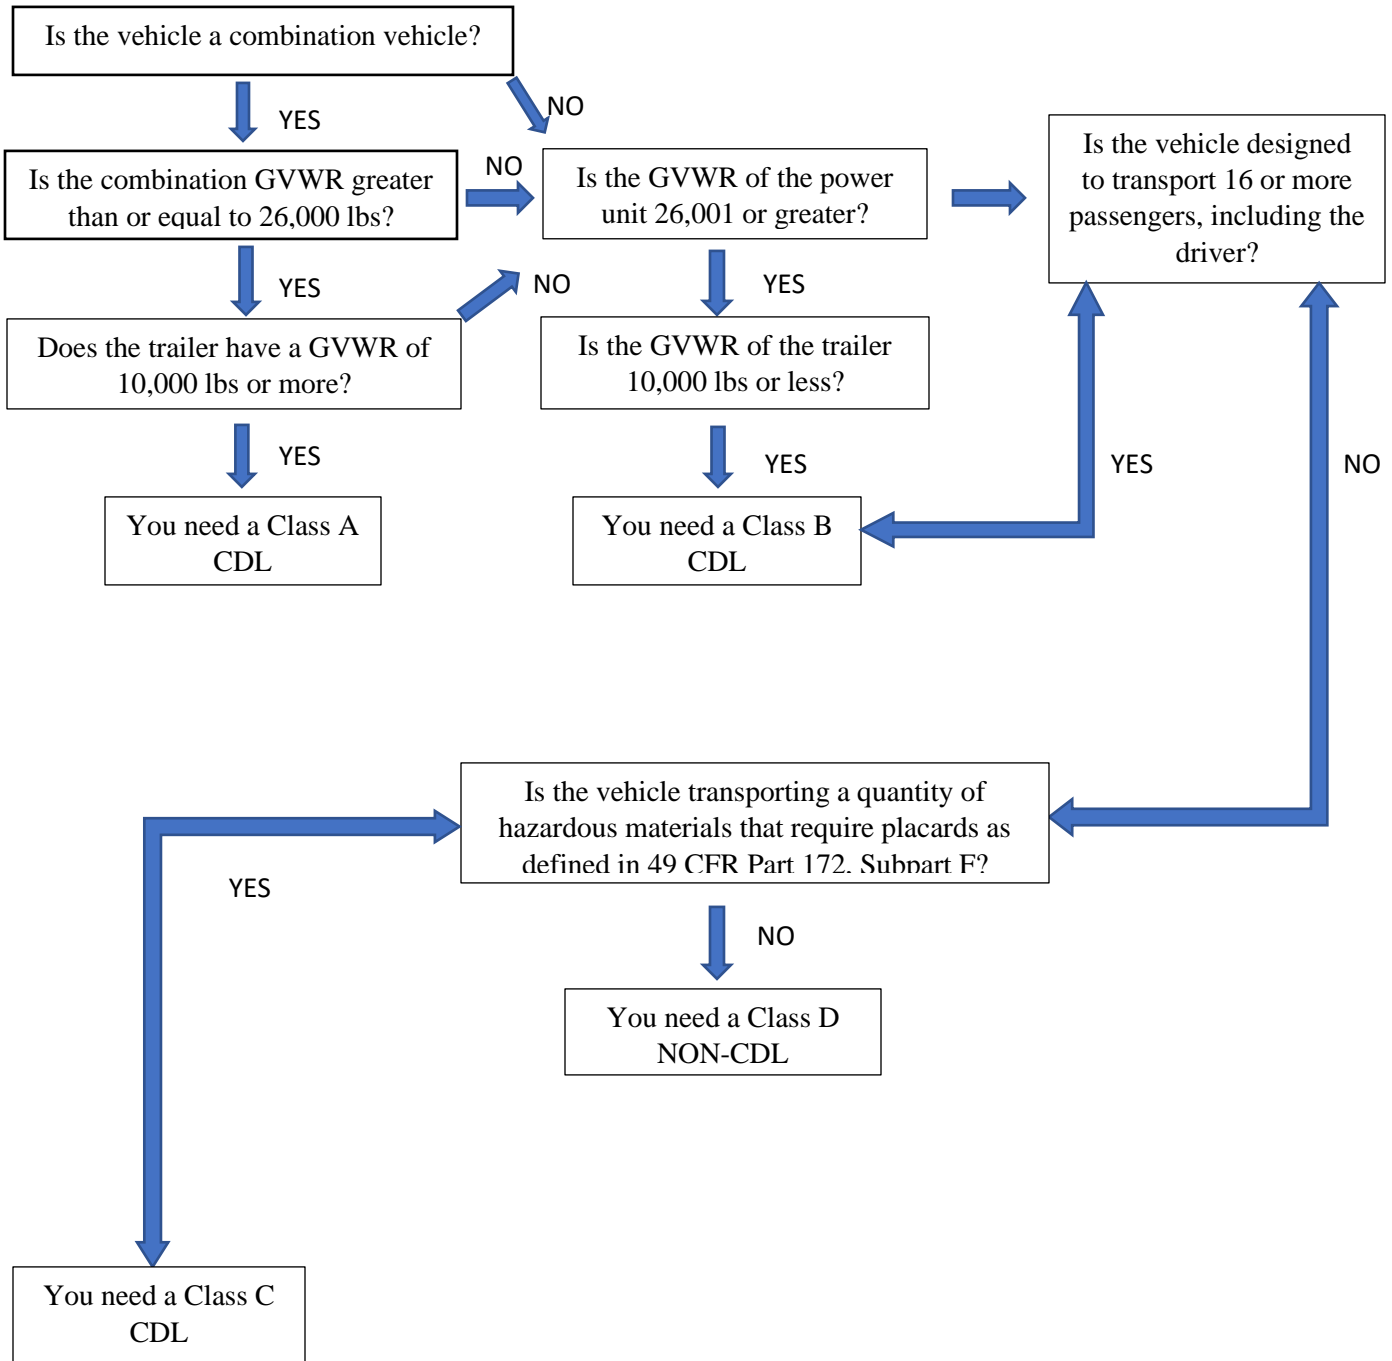 Is the vehicle a combination vehicle?
NO
YES
Is the combination GVWR greater
than or equal to 26,000 lbs?
NO
Is the GVWR of the power
unit 26,001 or greater?
Is the vehicle designed
to transport 16 or more
passengers, including the
driver?
YES
NO
YES
Does the trailer have a GVWR of
10,000 lbs or more?
Is the GVWR of the trailer
10,000 lbs or less?
YES
YES
YES
NO
You need a Class A
CDL
You need a Class B
CDL
Is the vehicle transporting a quantity of
hazardous materials that require placards as
defined in 49 CFR Part 172, Subpart F?
YES
NO
You need a Class D
NON-CDL
You need a Class C
CDL